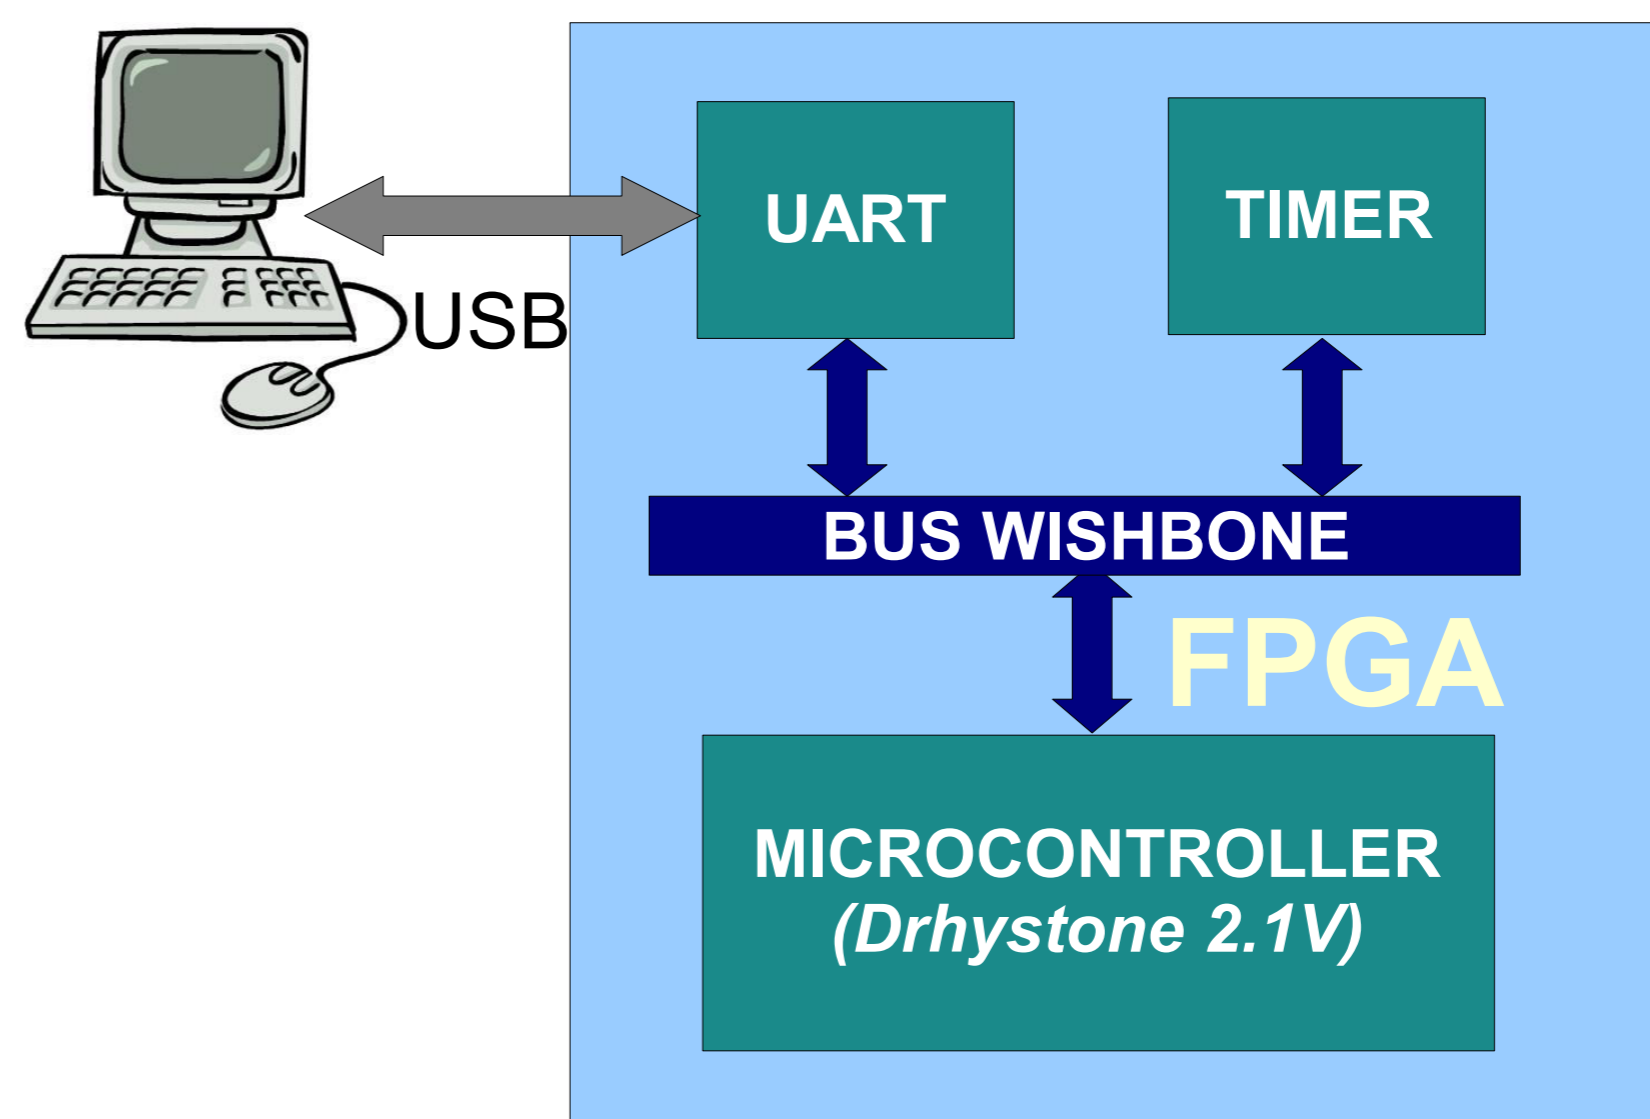 UART
TIMER
USB
BUS WISHBONE
FPGA
MICROCONTROLLER
(Drhystone 2.1V)